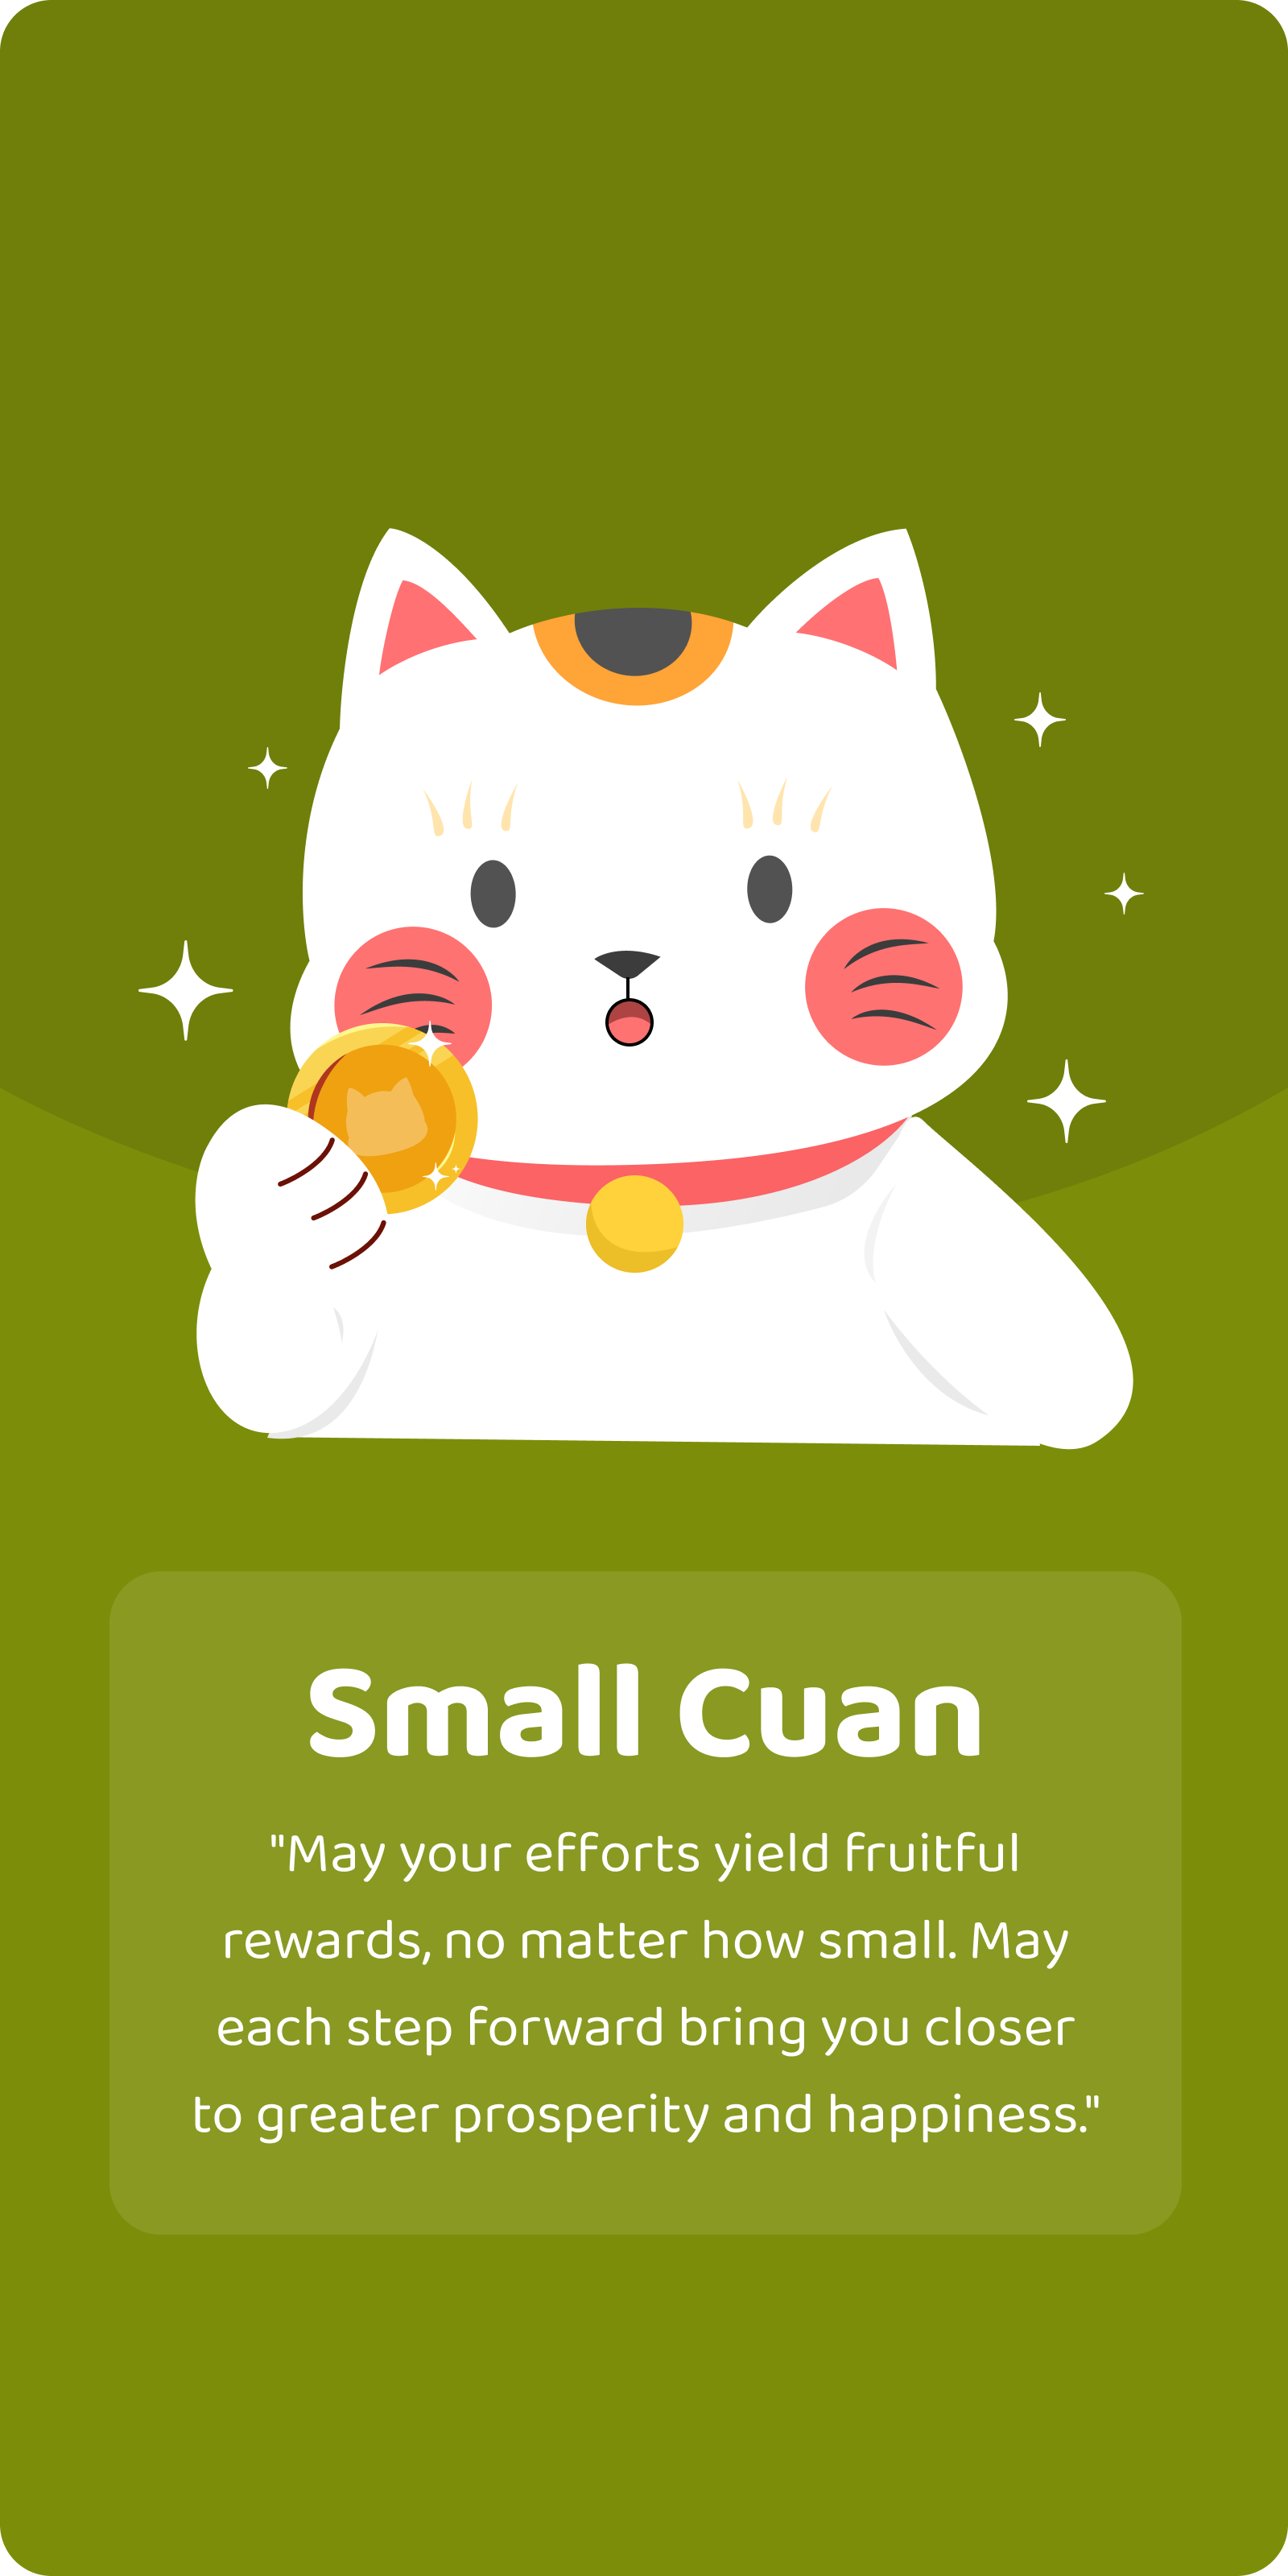 Small Cuan
"May your efforts yield fruitful
rewards, no matter how small. May
each step forward bring you closer
to greater prosperity and happiness."